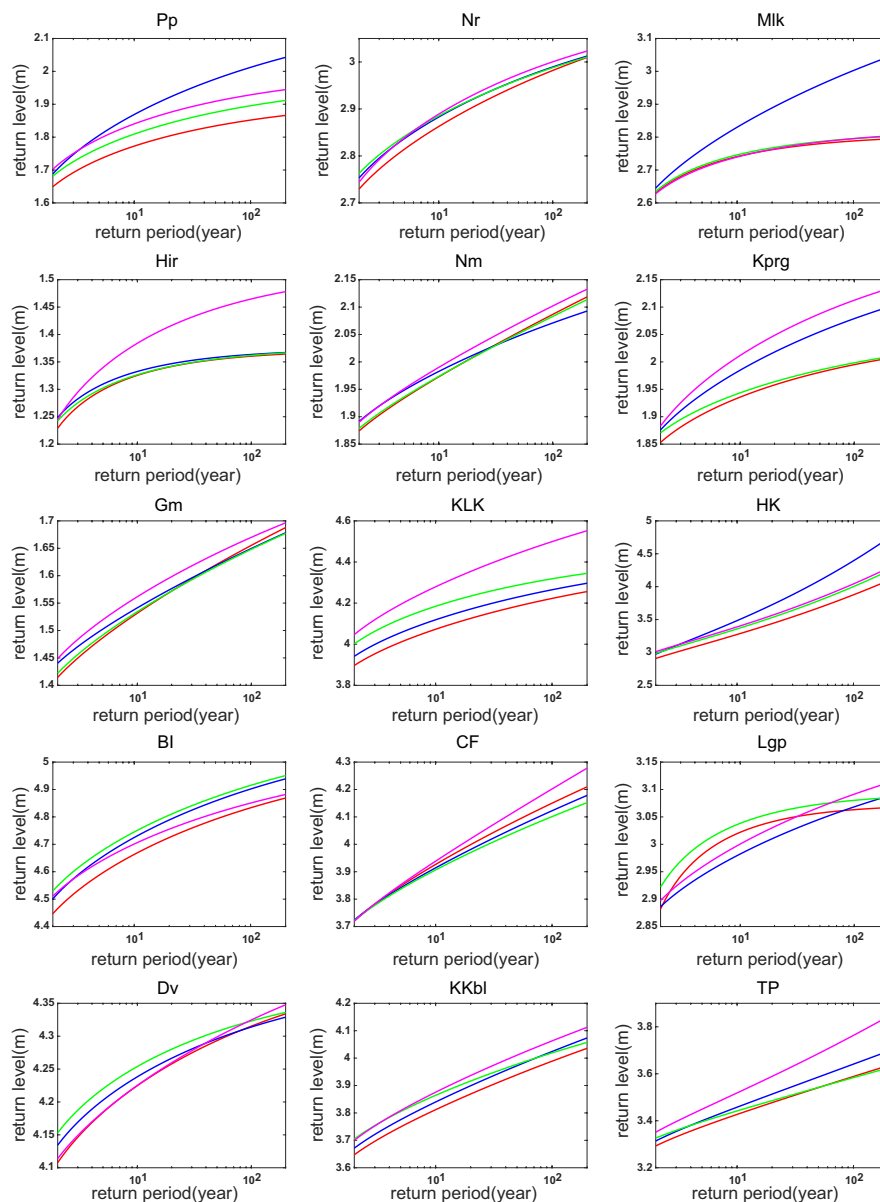 Pp
return level(m)
2.1
2
1.9
1.8
1.7
1.6
10¹ 10²
return period(year)
Nr
return level(m)
3
2.9
2.8
2.7
10¹ 10²
return period(year)
Mlk
return level(m)
3.1
3
2.9
2.8
2.7
2.6
10¹ 10²
return period(year)
Hir
return level(m)
1.5
1.45
1.4
1.35
1.3
1.25
1.2
10¹ 10²
return period(year)
Nm
return level(m)
2.15
2.1
2.05
2
1.95
1.9
1.85
10¹ 10²
return period(year)
Kprg
return level(m)
2.15
2.1
2.05
2
1.95
1.9
1.85
10¹ 10²
return period(year)
Gm
return level(m)
1.7
1.65
1.6
1.55
1.5
1.45
1.4
10¹ 10²
return period(year)
KLK
return level(m)
4.6
4.4
4.2
4
3.8
10¹ 10²
return period(year)
HK
return level(m)
5
4.5
4
3.5
3
2.5
2
10¹ 10²
return period(year)
BI
return level(m)
5
4.9
4.8
4.7
4.6
4.5
4.4
10¹ 10²
return period(year)
CF
return level(m)
4.3
4.2
4.1
4
3.9
3.8
3.7
10¹ 10²
return period(year)
Lgp
return level(m)
3.15
3.1
3.05
3
2.95
2.9
2.85
10¹ 10²
return period(year)
Dv
return level(m)
4.35
4.3
4.25
4.2
4.15
4.1
10¹ 10²
return period(year)
KKbl
return level(m)
4.2
4.1
4
3.9
3.8
3.7
3.6
10¹ 10²
return period(year)
TP
return level(m)
3.8
3.6
3.4
3.2
10¹ 10²
return period(year)